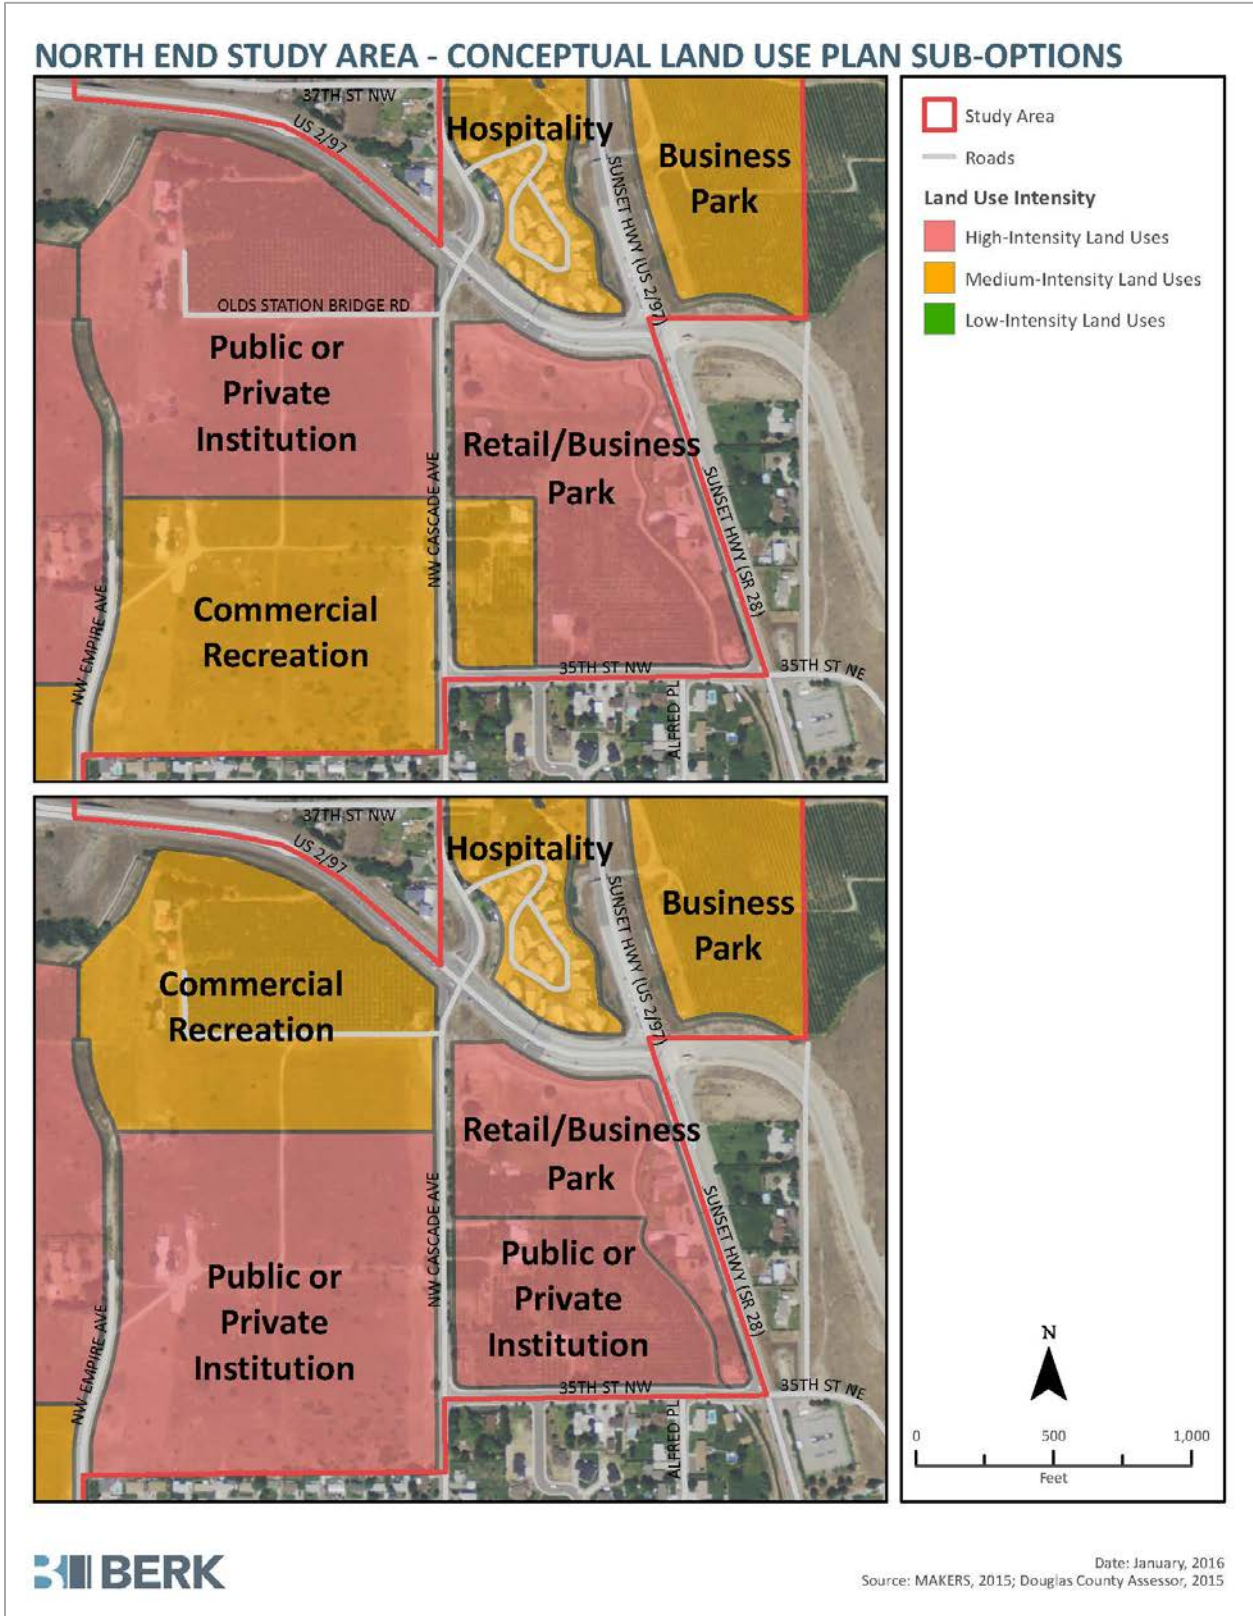 NORTH END STUDY AREA - CONCEPTUAL LAND USE PLAN SUB-OPTIONS
37TH ST NW
US 2/97
Hospitality
Business
Park
SUNSET HWY (US 2/97)
OLDS STATION BRIDGE RD
Public or
Private
Institution
Retail/Business
Park
NW CASCADE AVE
SUNSET HWY (SR 28)
Commercial
Recreation
NW EMPIRE AVE
35TH ST NW
35TH ST NE
ALFRED PL
37TH ST NW
US 2/97
Hospitality
Business
Park
SUNSET HWY (US 2/97)
Commercial
Recreation
Retail/Business
Park
NW CASCADE AVE
SUNSET HWY (SR 28)
Public or
Private
Institution
Public or
Private
Institution
NW EMPIRE AVE
35TH ST NW
35TH ST NE
ALFRED PL
Study Area
Roads
Land Use Intensity
High-Intensity Land Uses
Medium-Intensity Land Uses
Low-Intensity Land Uses
N
0 500 1,000
Feet
BERK
Date: January, 2016
Source: MAKERS, 2015; Douglas County Assessor, 2015